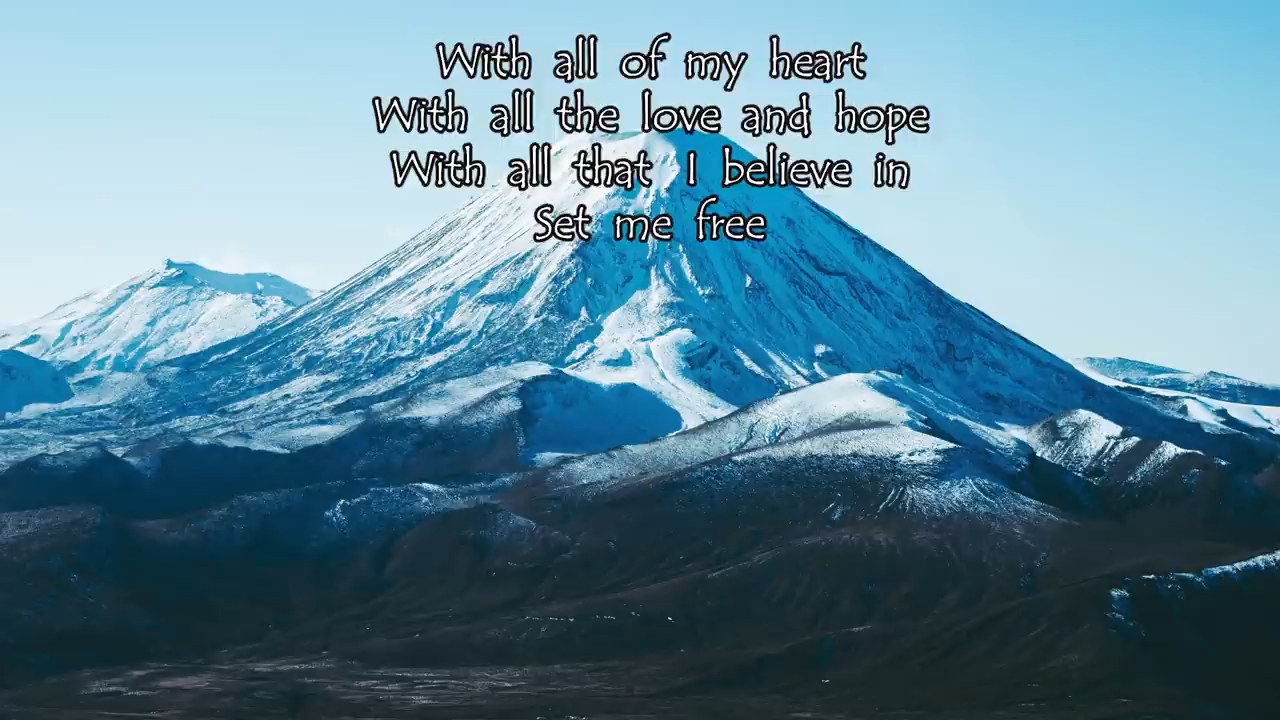 With all of my heart
With all the love and hope
With all that I believe in
Set me free